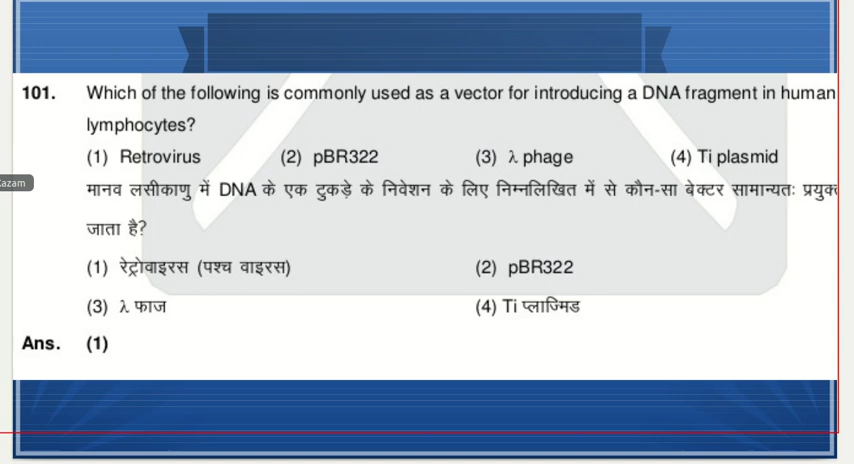 101. Which of the following is commonly used as a vector for introducing a DNA fragment in human
lymphocytes?
(1) Retrovirus (2) pBR322 (3) λ phage (4) Ti plasmid
मानव लसीकाणु में DNA के एक टुकड़े के निवेशन के लिए निम्नलिखित में से कौन-सा बेक्टर सामान्यतः
जाता है?
(1) रेट्रोवाइरस (पश्च वाइरस) (2) pBR322
(3) λ फाज (4) Ti प्लाज्मिड
Ans. (1)